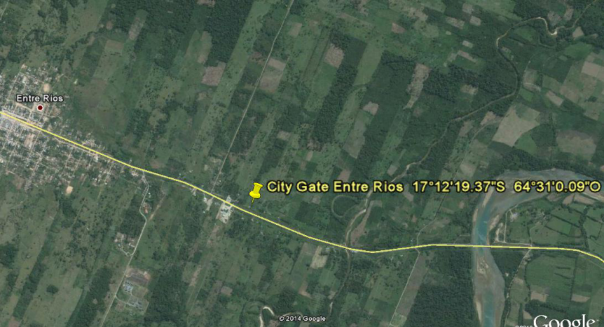 Entre Rios
City Gate Entre Rios 17°12'19.37"S 64°31'0.09"O
© 2014 Google
Google